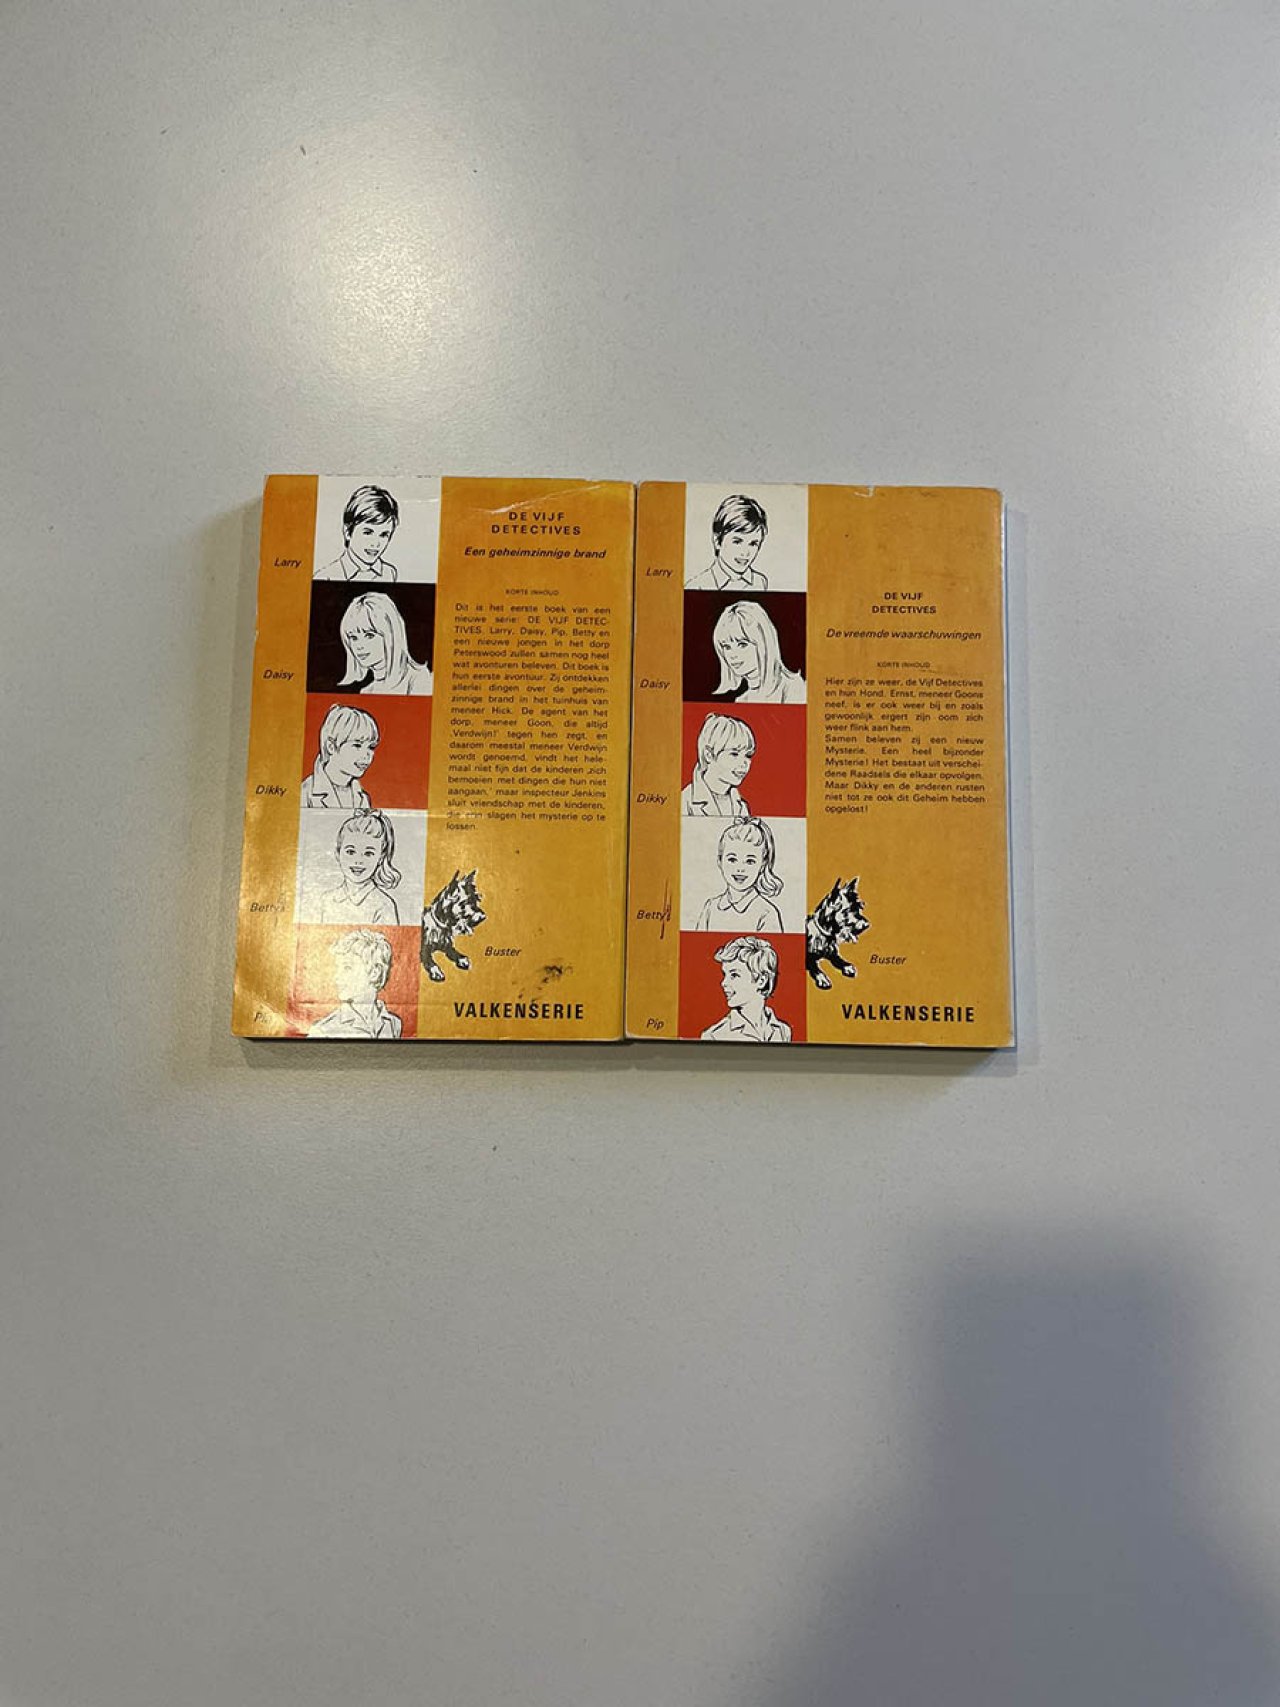 Larry
Daisy
Dikky
Betty
Pip
DE VIJF
DETECTIVES
Een geheimzinnige brand
KORTE INHOUD
Dit is het eerste boek van een
nieuwe serie: DE VIJF DETEC-
TIVES. Larry, Daisy, Pip, Betty en
een nieuwe jongen in het dorp
Peterswood zullen samen nog heel
wat avonturen beleven. Dit boek is
hun eerste avontuur. Zij ontdekken
allerlei dingen over de geheim-
zinnige brand in het tuinhuis van
meneer Hick. De agent van het
dorp, meneer Goon, die altijd
‚Verdwijn!’ tegen hen zegt, en
daarom meestal meneer Verdwijn
wordt genoemd, vindt het hele-
maal niet fijn dat de kinderen ‚zich
bemoeien met dingen die hun niet
aangaan,’ maar inspecteur Jenkins
sluit vriendschap met de kinderen,
die slagen het mysterie op te
lossen.
Buster
VALKENSERIE
Larry
Daisy
Dikky
Betty
Pip
DE VIJF
DETECTIVES
De vreemde waarschuwingen
KORTE INHOUD
Hier zijn ze weer, de Vijf Detectives
en hun Hond. Ernst, meneer Goons
neef, is er ook weer bij en zoals
gewoonlijk ergert zijn oom zich
weer flink aan hem.
Samen beleven zij een nieuw
Mysterie. Een heel bijzonder
Mysterie! Het bestaat uit verschei-
dene Raadsels die elkaar opvolgen.
Maar Dikky en de anderen rusten
niet tot ze ook dit Geheim hebben
opgelost!
Buster
VALKENSERIE